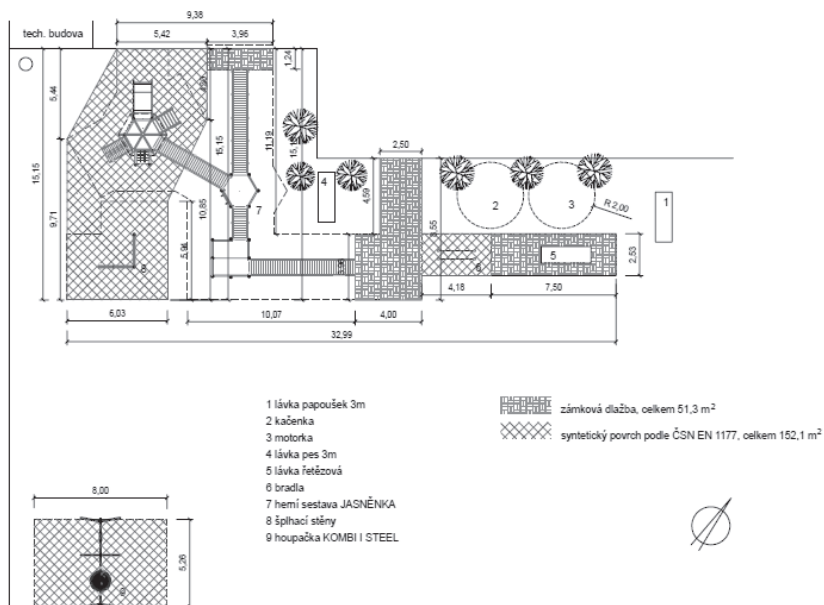 9,38
tech. budova
5,42
3,96
1,24
5,44
15,15
15,15
11,19
2,50
4
4,59
2
3
R 2,00
1
9,71
10,85
7
5,94
8
5
2,53
4,18
7,50
6,03
10,07
4,00
32,99
1 lávka papoušek 3m
2 kačenka
3 motorka
4 lávka pes 3m
5 lávka řetězová
6 bradla
7 herní sestava JASNĚNKA
8 šplhací stěny
9 houpačka KOMBI I STEEL
zámková dlažba, celkem 51,3 m²
syntetický povrch podle ČSN EN 1177, celkem 152,1 m²
8,00
5,26
9